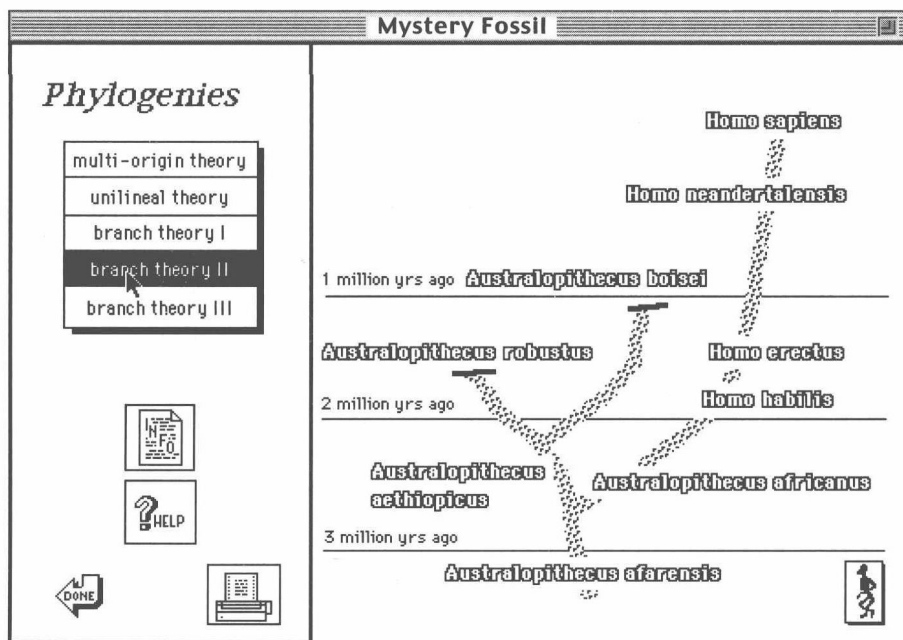 Mystery Fossil
Phylogenies
multi-origin theory
unilineal theory
branch theory I
branch theory II
branch theory III
INFO
? HELP
DONE
Homo sapiens
Homo neandertalensis
1 million yrs ago Australopithecus boisei
Australopithecus robustus
Homo erectus
2 million yrs ago
Homo habilis
Australopithecus
aethiopicus
Australopithecus africanus
3 million yrs ago
Australopithecus afarensis